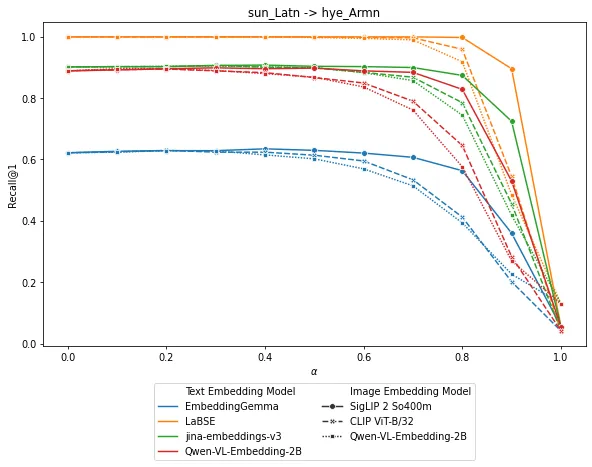 sun_Latn -> hye_Armn
Recall@1
1.0
0.8
0.6
0.4
0.2
0.0
0.0 0.2 0.4 0.6 0.8 1.0
α
Text Embedding Model
EmbeddingGemma
LaBSE
jina-embeddings-v3
Qwen-VL-Embedding-2B
Image Embedding Model
SigLIP 2 So400m
CLIP ViT-B/32
Qwen-VL-Embedding-2B